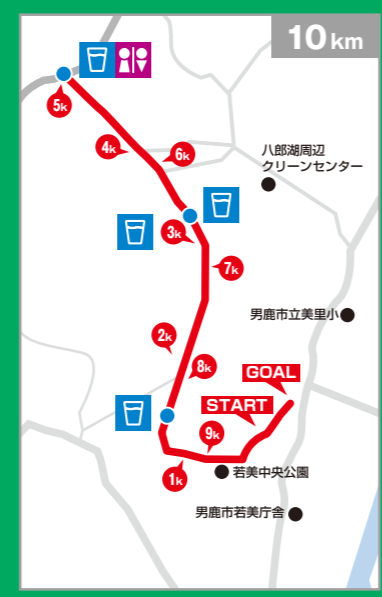 10km
5k
4k
6k
八郎湖周辺
クリーンセンター
3k
7k
男鹿市立美里小
2k
8k
GOAL
START
9k
1k
若美中央公園
男鹿市若美庁舎